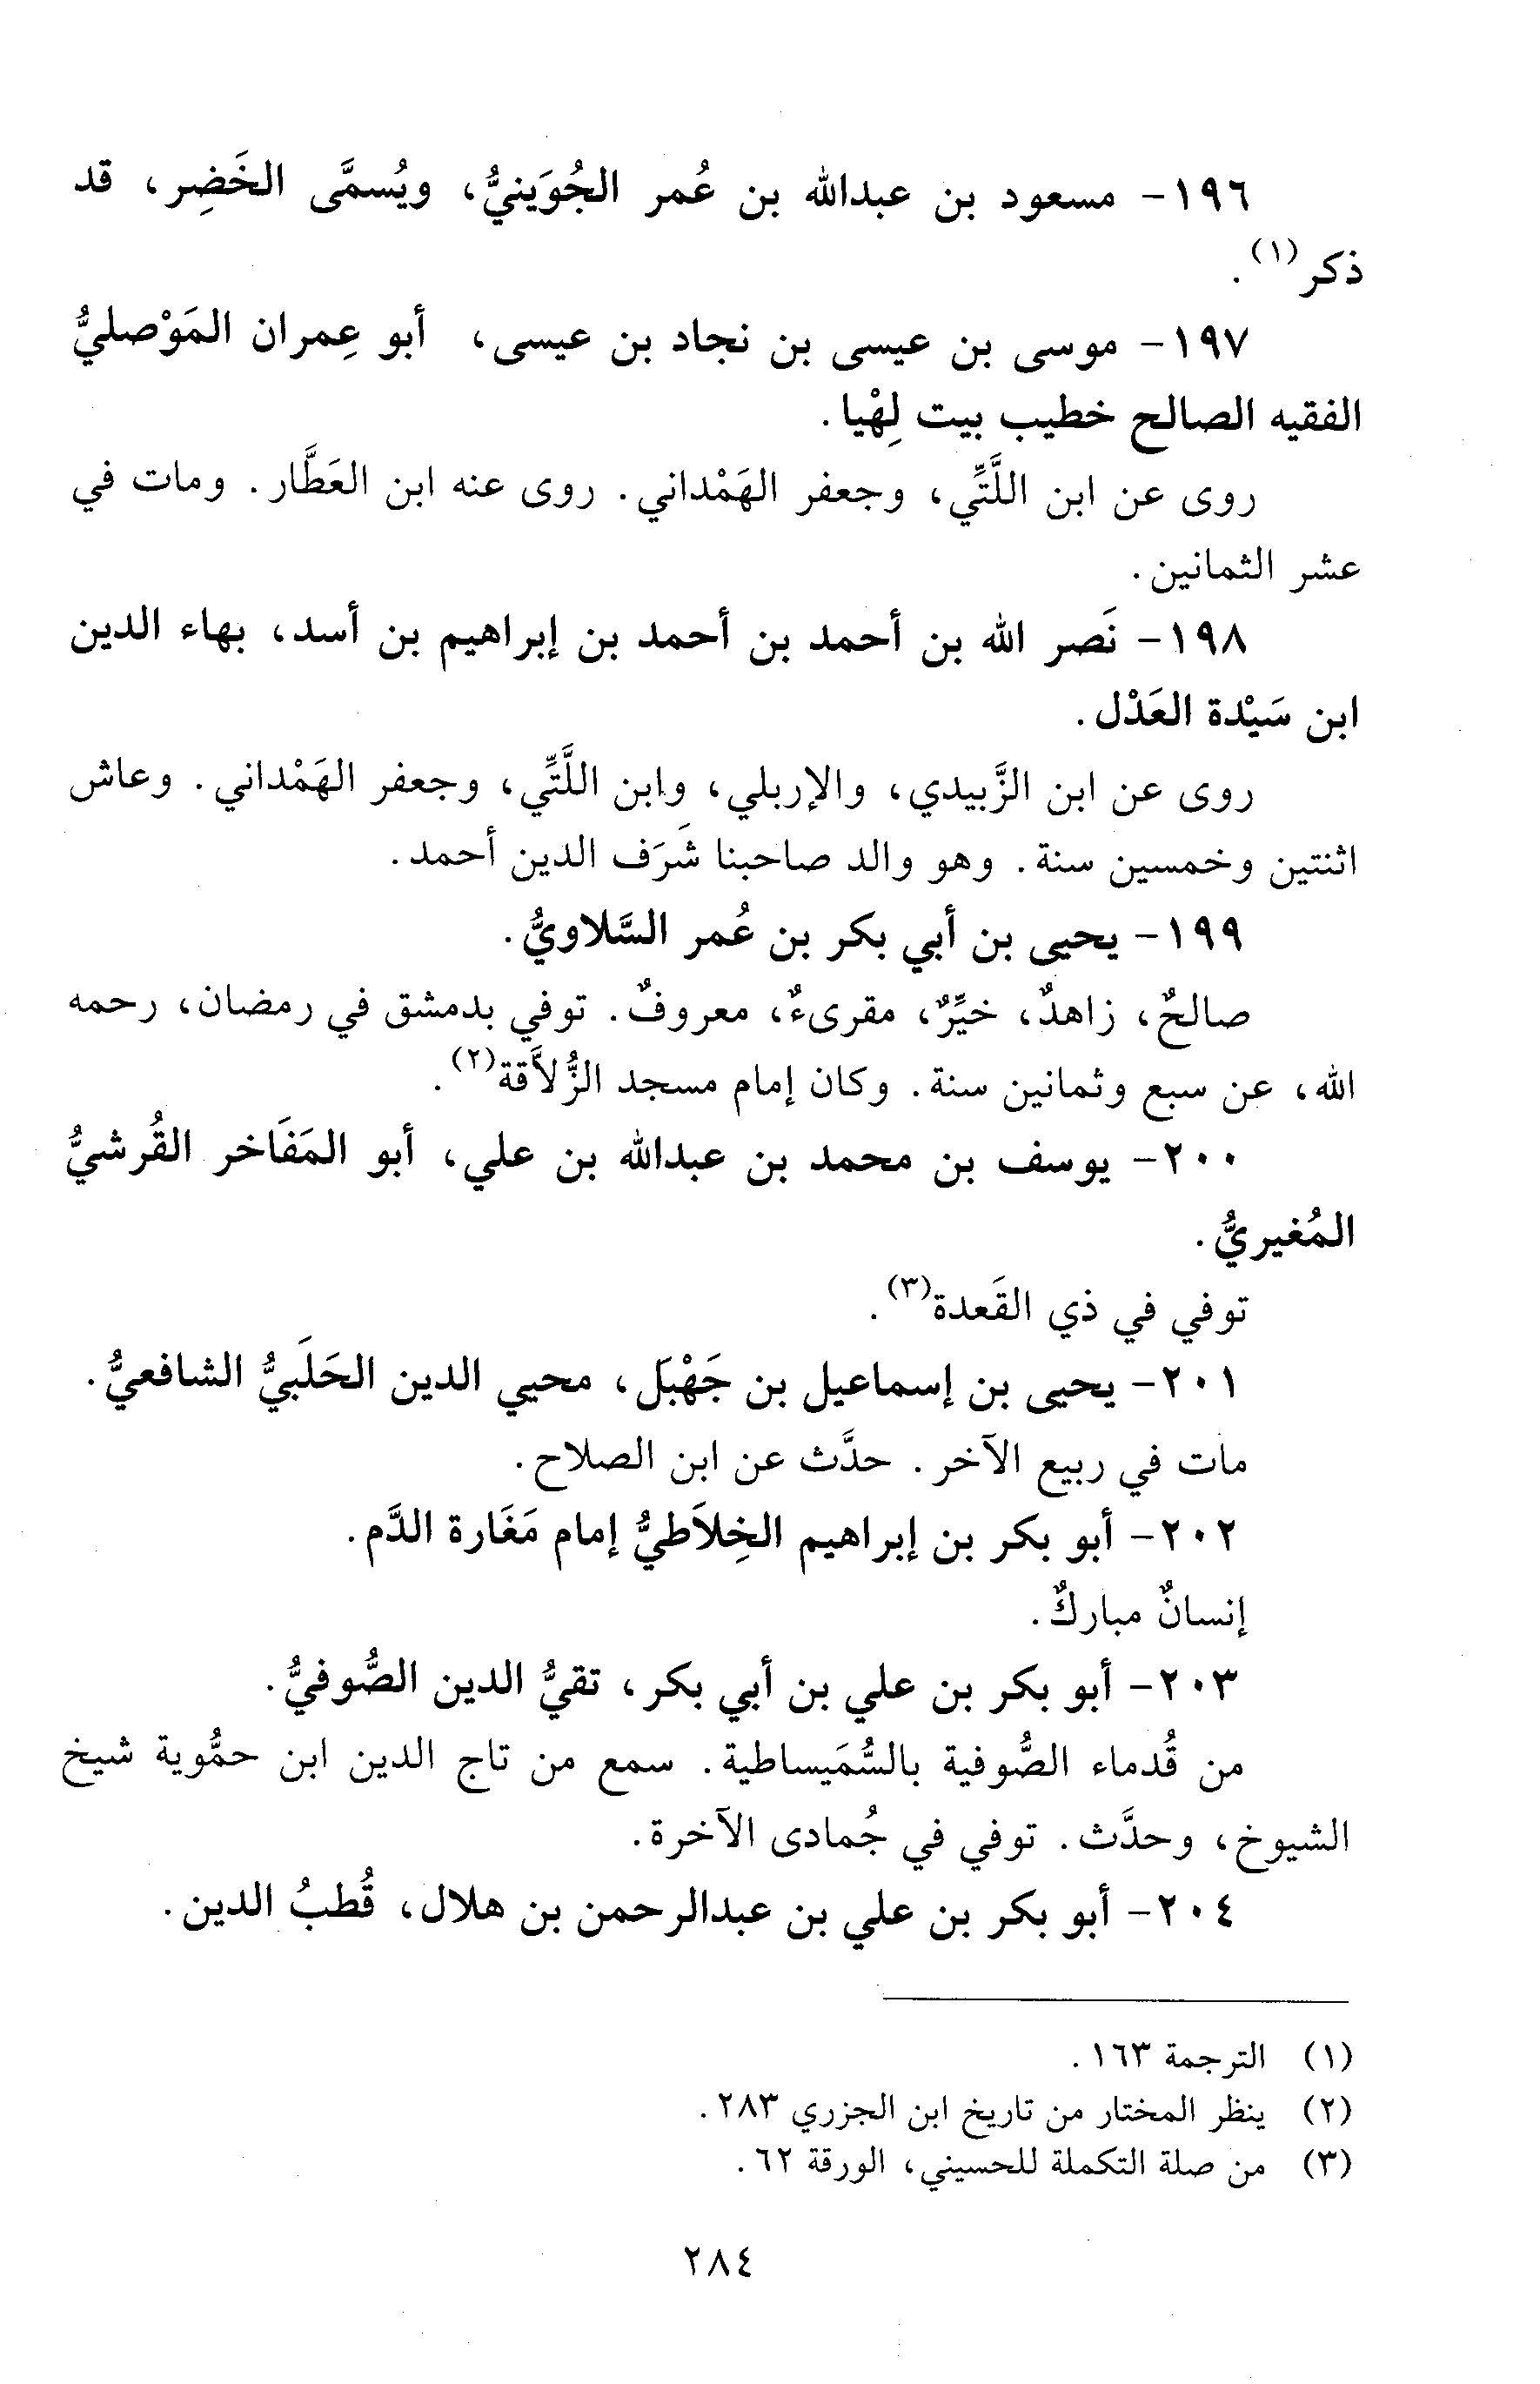 ١٩٦- مسعود بن عبدالله بن عُمر الجُوَينيُّ، ويُسمَّى الخَضِر، قد
ذكر(١).
١٩٧- موسى بن عيسى بن نجاد بن عيسى، أبو عِمران المَوْصليُّ
الفقيه الصالح خطيب بيت لِهْيا.
روى عن ابن اللَّتِّي، وجعفر الهَمْداني. روى عنه ابن العَطَّار. ومات في
عشر الثمانين.
١٩٨- نَصر الله بن أحمد بن أحمد بن إبراهيم بن أسد، بهاء الدين
ابن سَيْدة العَدْل.
روى عن ابن الزَّبيدي، والإربلي، وابن اللَّتِّي، وجعفر الهَمْداني. وعاش
اثنتين وخمسين سنة. وهو والد صاحبنا شَرَف الدين أحمد.
١٩٩- يحيى بن أبي بكر بن عُمر السَّلاويُّ.
صالحٌ، زاهدٌ، خيِّرٌ، مقرىءٌ، معروفٌ. توفي بدمشق في رمضان، رحمه
الله، عن سبع وثمانين سنة. وكان إمام مسجد الزُّلاَّقة(٢).
٢٠٠- يوسف بن محمد بن عبدالله بن علي، أبو المَفَاخر القُرشيُّ
المُغيريُّ.
توفي في ذي القَعدة(٣).
٢٠١- يحيى بن إسماعيل بن جَهْبَل، محيي الدين الحَلَبيُّ الشافعيُّ.
مات في ربيع الآخر. حدَّث عن ابن الصلاح.
٢٠٢- أبو بكر بن إبراهيم الخِلاَطيُّ إمام مَغَارة الدَّم.
إنسانٌ مباركٌ.
٢٠٣- أبو بكر بن علي بن أبي بكر، تقيُّ الدين الصُّوفيُّ.
من قُدماء الصُّوفية بالسُّمَيساطية. سمع من تاج الدين ابن حمُّوية شيخ
الشيوخ، وحدَّث. توفي في جُمادى الآخرة.
٢٠٤- أبو بكر بن علي بن عبدالرحمن بن هلال، قُطبُ الدين.
(١) الترجمة ١٦٣.
(٢) ينظر المختار من تاريخ ابن الجزري ٢٨٣.
(٣) من صلة التكملة للحسيني، الورقة ٦٢.
٢٨٤